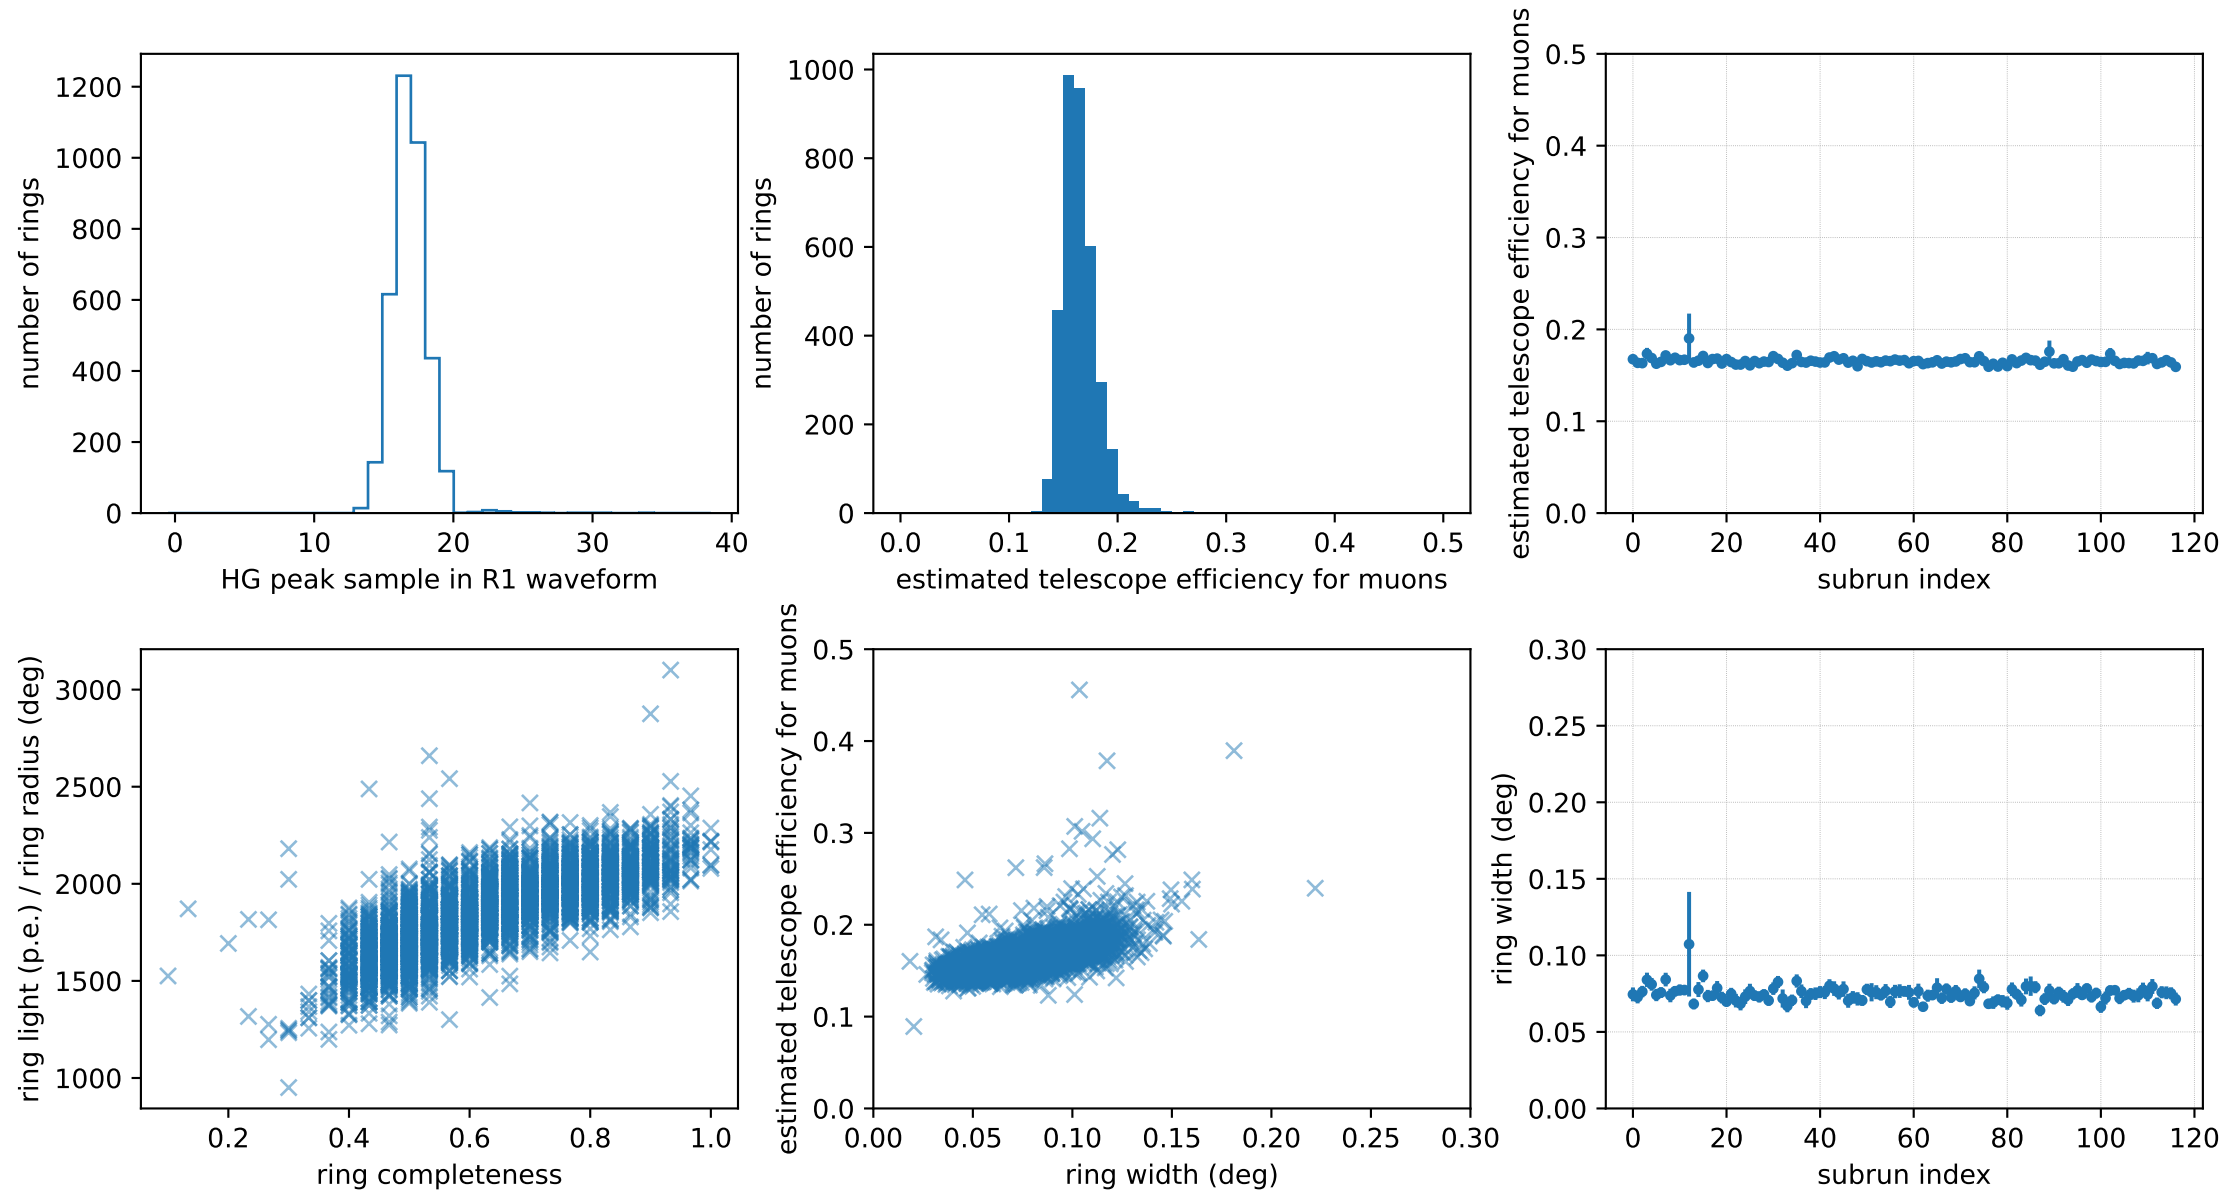 number of rings
1200
1000
800
600
400
200
0
0 10 20 30 40
HG peak sample in R1 waveform
number of rings
1000
800
600
400
200
0
0.0 0.1 0.2 0.3 0.4 0.5
estimated telescope efficiency for muons
estimated telescope efficiency for muons
0.5
0.4
0.3
0.2
0.1
0.0
0 20 40 60 80 100 120
subrun index
ring light (p.e.) / ring radius (deg)
3000
2500
2000
1500
1000
0.2 0.4 0.6 0.8 1.0
ring completeness
estimated telescope efficiency for muons
0.5
0.4
0.3
0.2
0.1
0.0
0.00 0.05 0.10 0.15 0.20 0.25 0.30
ring width (deg)
ring width (deg)
0.30
0.25
0.20
0.15
0.10
0.05
0.00
0 20 40 60 80 100 120
subrun index